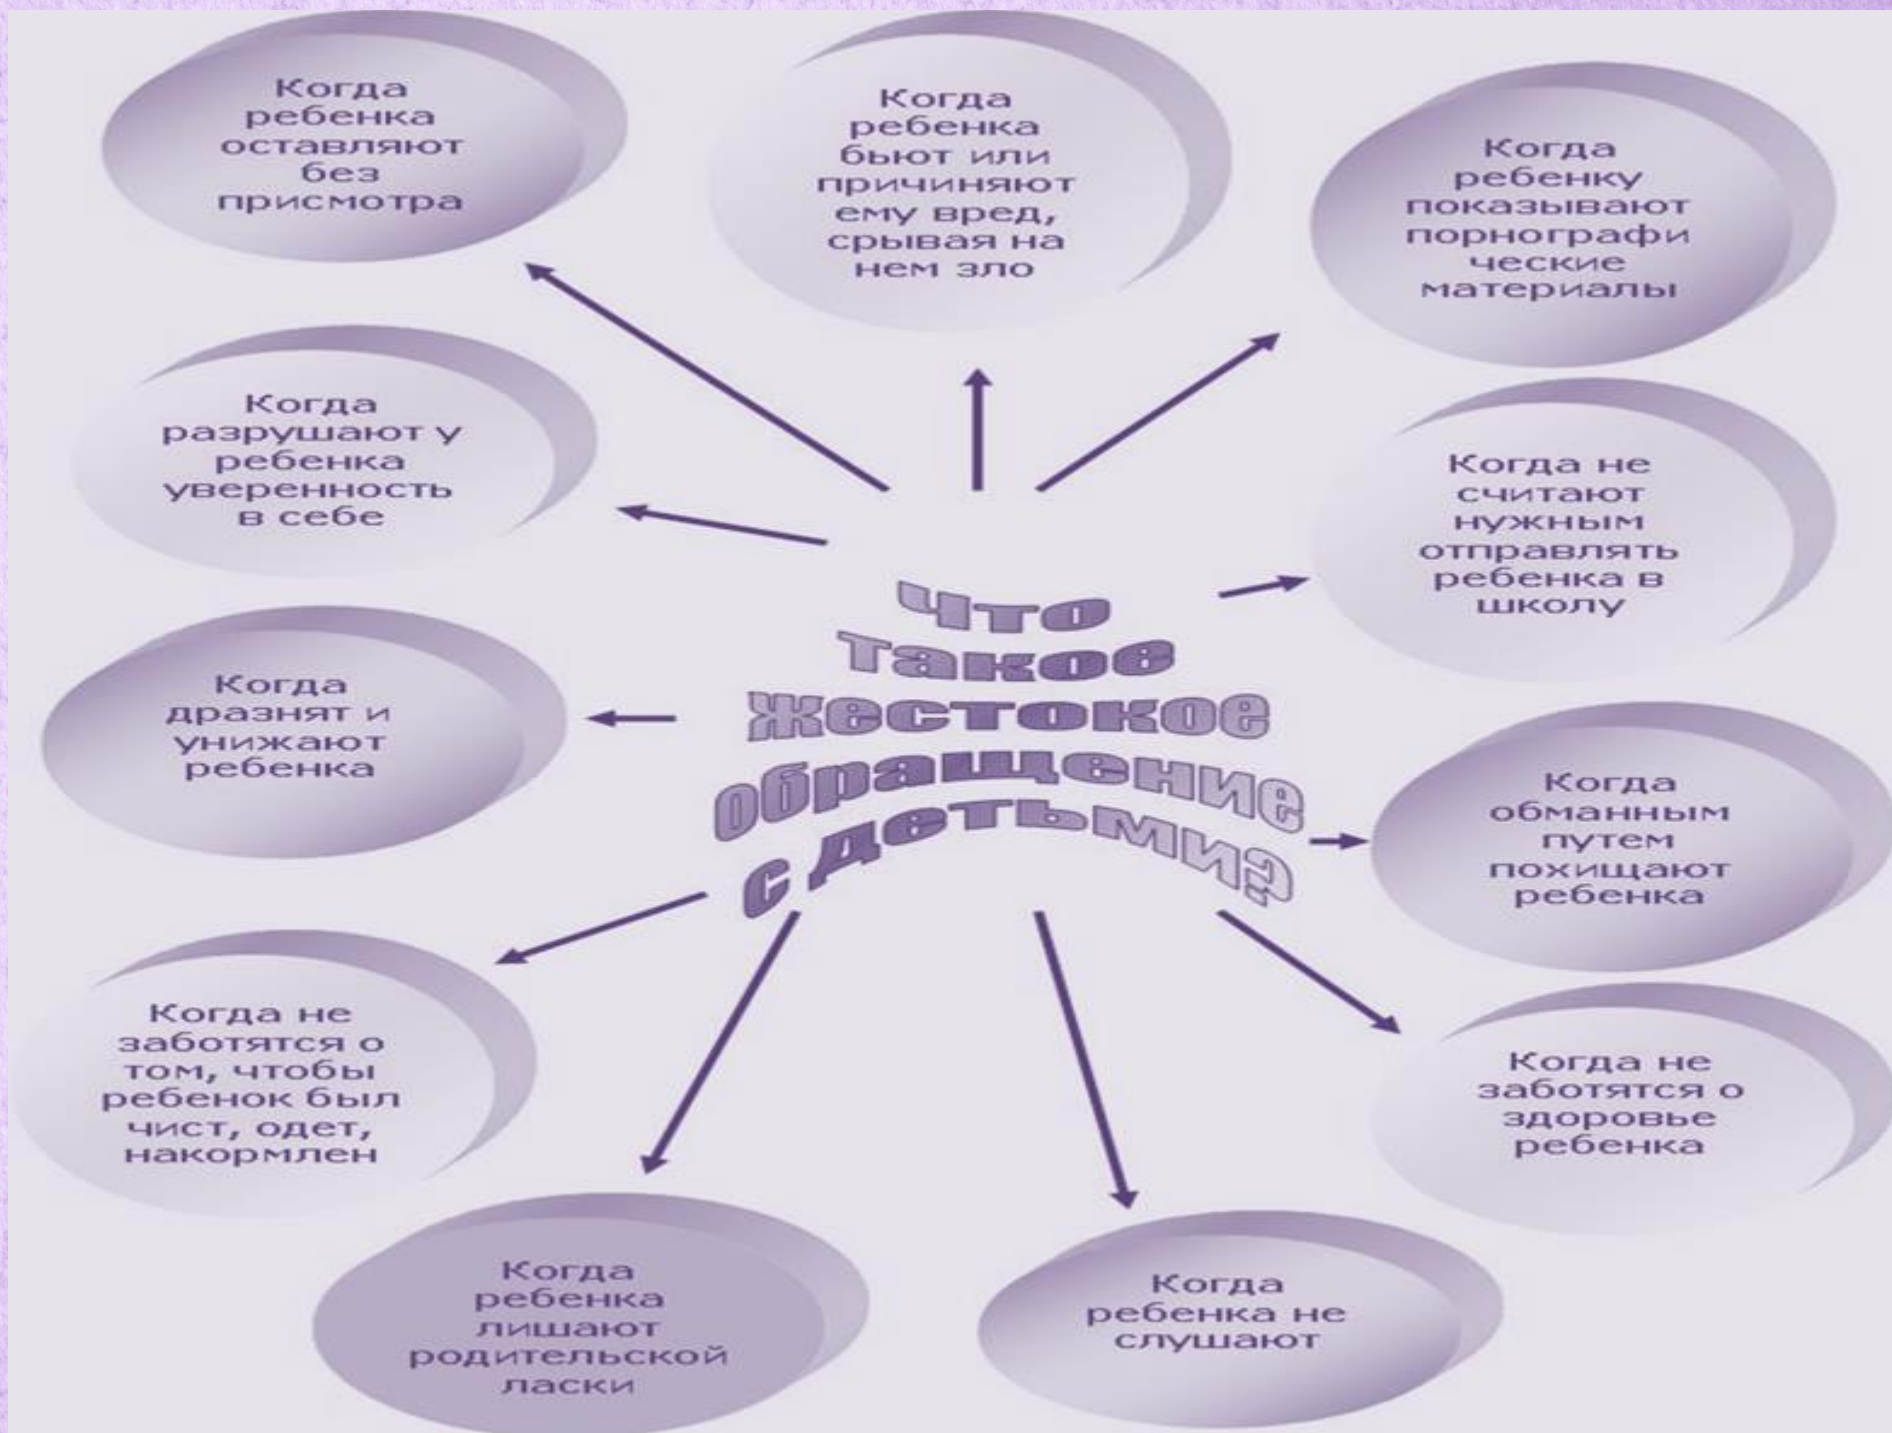 Когда
ребенка
оставляют
без
присмотра
Когда
ребенка
бьют или
причиняют
ему вред,
срывая на
нем зло
Когда
ребенку
показывают
порнографи
ческие
материалы
Когда
разрушают у
ребенка
уверенность
в себе
Когда не
считают
нужным
отправлять
ребенка в
школу
Что
такое
жестокое
обращение
с детьми?
Когда
дразнят и
унижают
ребенка
Когда
обманным
путем
похищают
ребенка
Когда не
заботятся о
том, чтобы
ребенок был
чист, одет,
накормлен
Когда не
заботятся о
здоровье
ребенка
Когда
ребенка
лишают
родительской
ласки
Когда
ребенка не
слушают